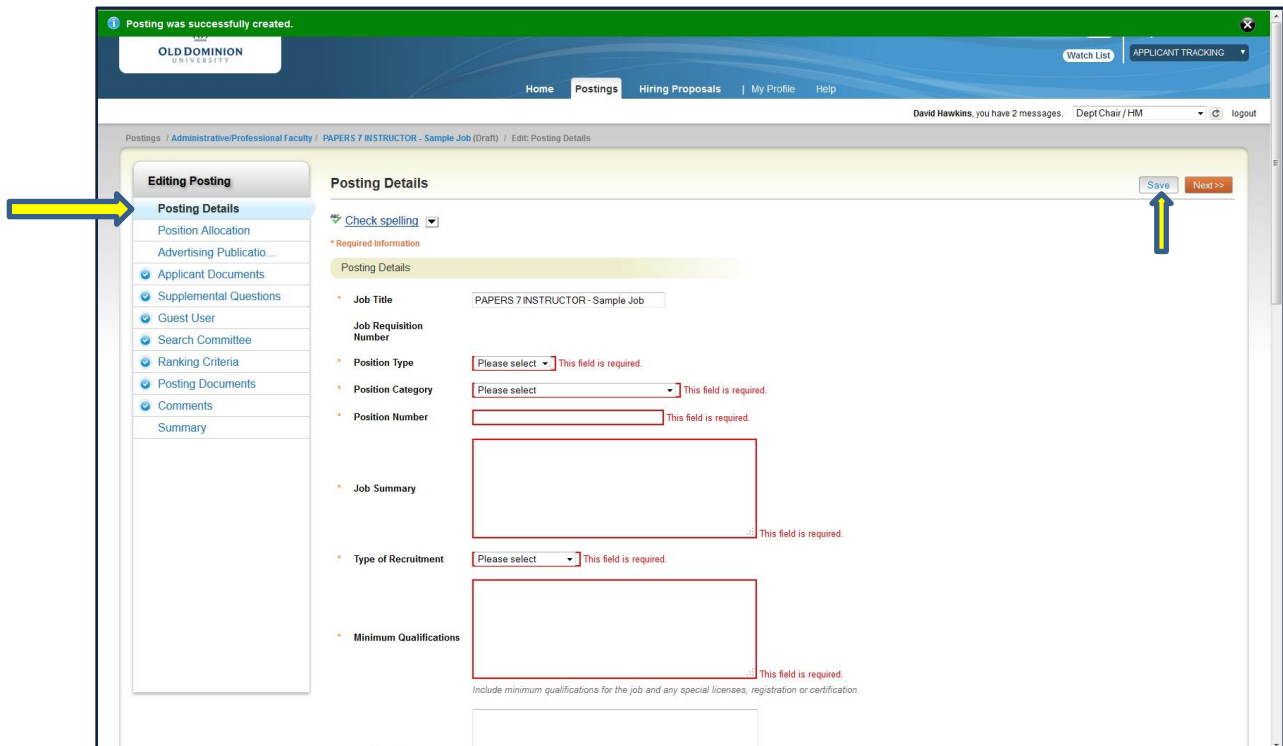 Posting was successfully created.
OLD DOMINION
UNIVERSITY
Watch List
APPLICANT TRACKING
Home Postings Hiring Proposals | My Profile Help
David Hawkins, you have 2 messages. Dept Chair / HM logout
Postings / Administrative/Professional Faculty / PAPERS 7 INSTRUCTOR - Sample Job (Draft) / Edit: Posting Details
Editing Posting
Posting Details
Position Allocation
Advertising Publicatio...
Applicant Documents
Supplemental Questions
Guest User
Search Committee
Ranking Criteria
Posting Documents
Comments
Summary
Posting Details
Save Next >>
ABC Check spelling
* Required Information
Posting Details
* Job Title PAPERS 7 INSTRUCTOR - Sample Job
Job Requisition
Number
* Position Type Please select This field is required.
* Position Category Please select This field is required.
* Position Number This field is required.
* Job Summary
This field is required.
* Type of Recruitment Please select This field is required.
* Minimum Qualifications
This field is required.
Include minimum qualifications for the job and any special licenses, registration or certification.